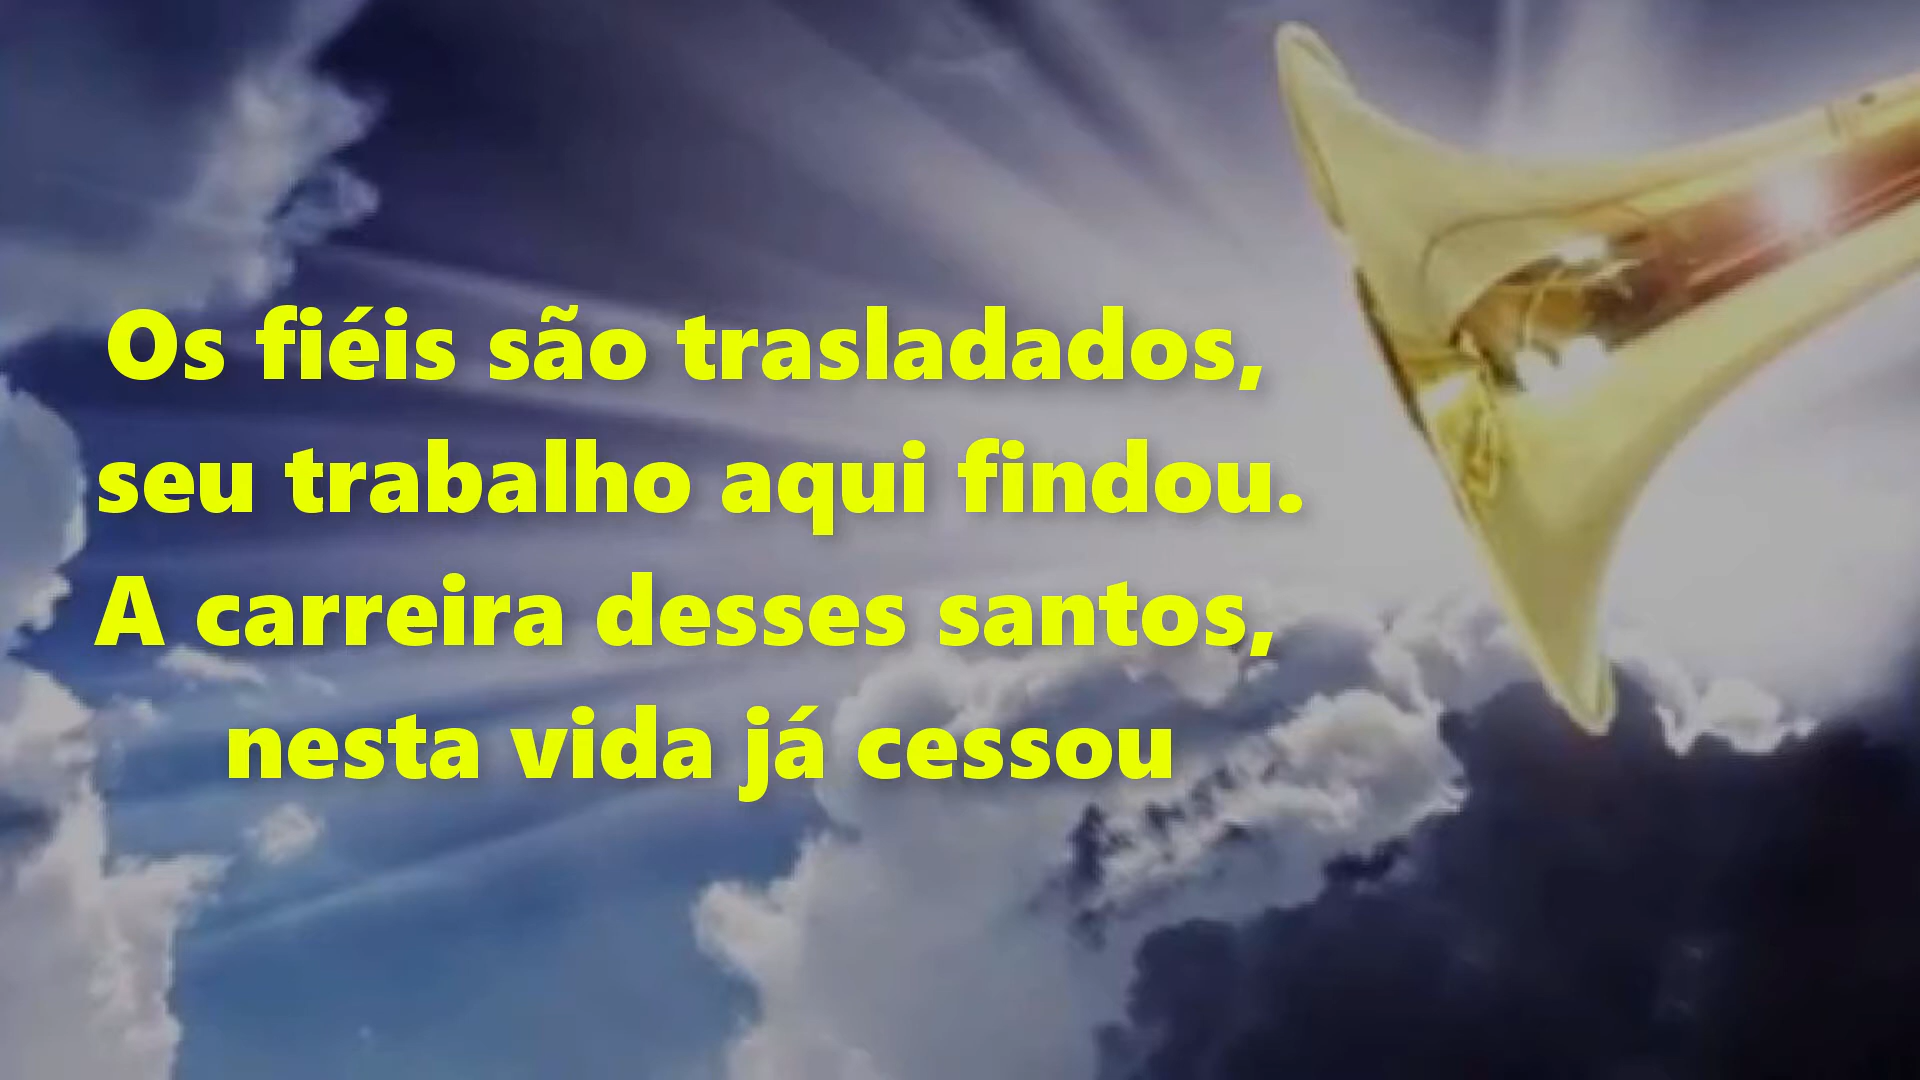 Os fiéis são trasladados,
seu trabalho aqui findou.
A carreira desses santos,
nesta vida já cessou